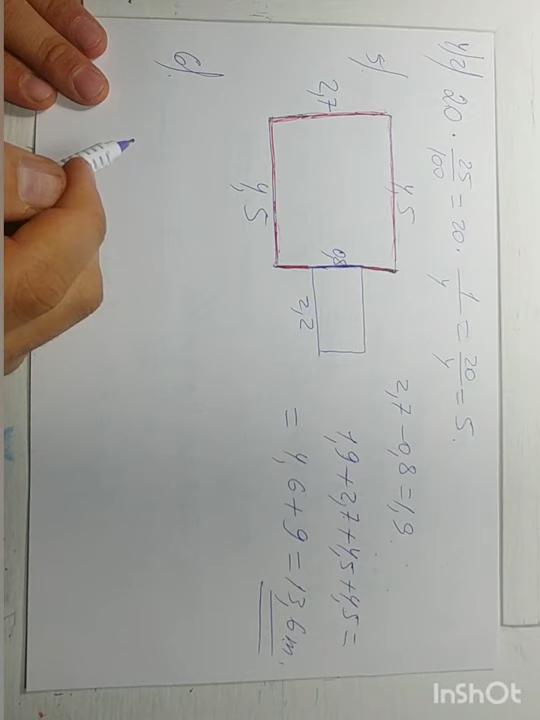 4/2) 20 · 25/100 = 20 · 1/4 = 20/4 = 5.
5).
4,5
2,7
0,8
4,5
2,2
2,7 - 0,8 = 1,9.
1,9 + 2,7 + 4,5 + 4,5 =
= 4,6 + 9 = 13,6 m.
6).
InShOt